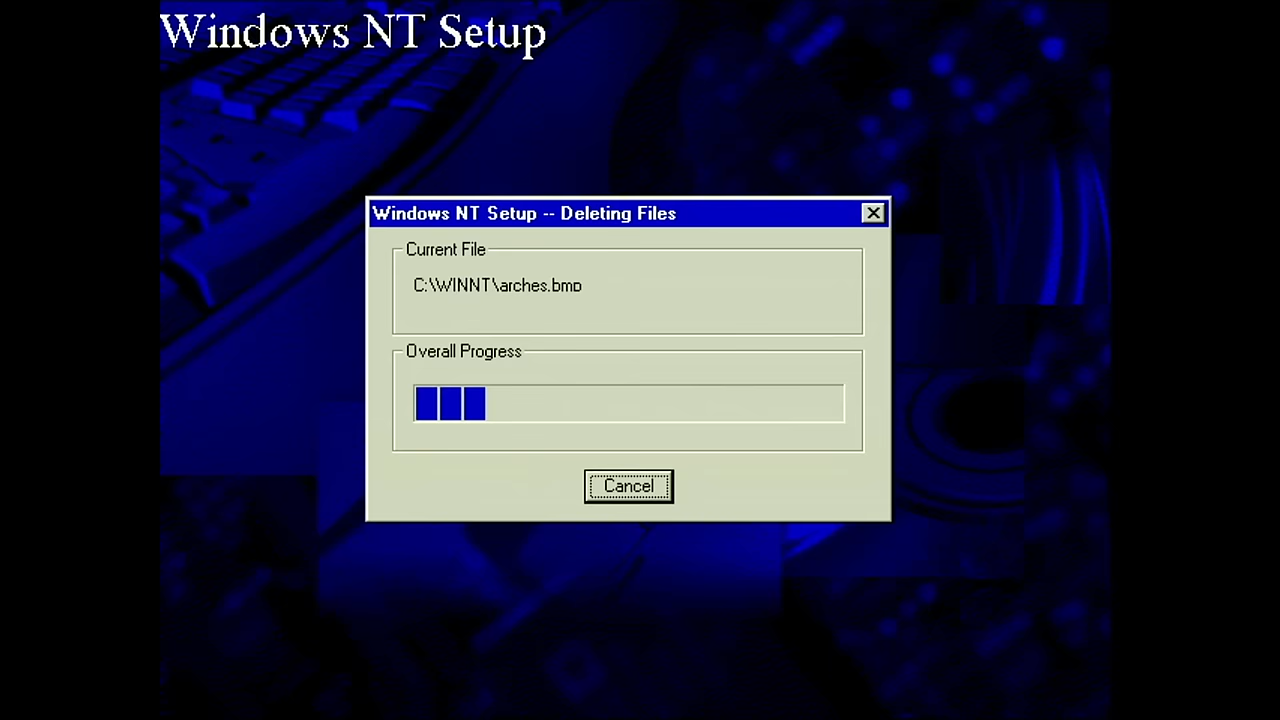 Windows NT Setup
Windows NT Setup -- Deleting Files
Current File
C:\WINNT\arches.bmp
Overall Progress
Cancel